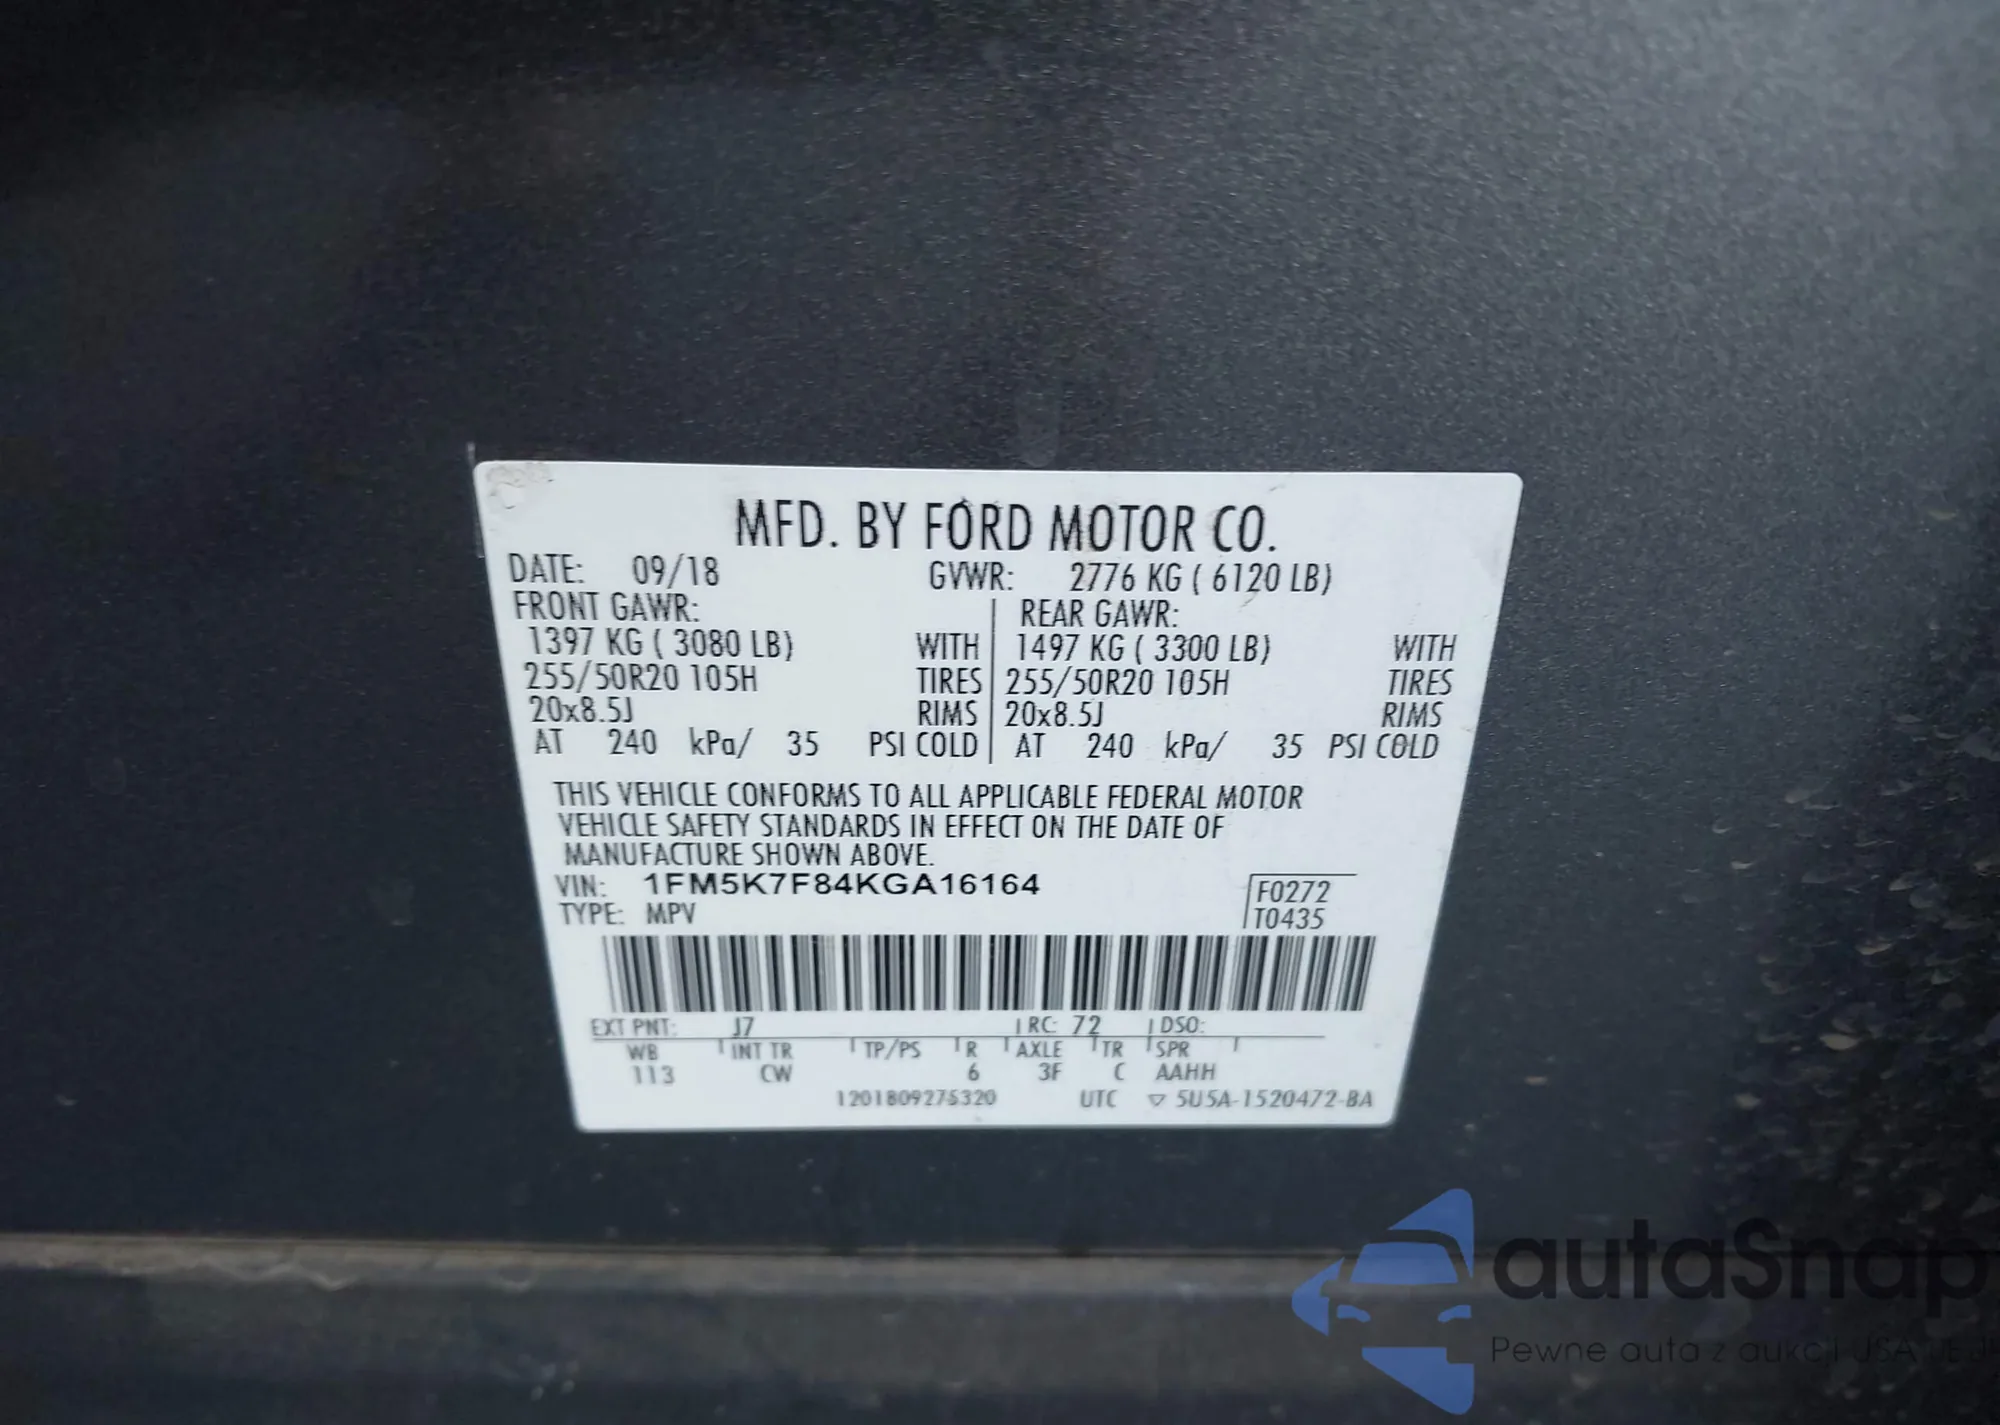 MFD. BY FORD MOTOR CO.
DATE: 09/18 GVWR: 2776 KG ( 6120 LB)
FRONT GAWR: REAR GAWR:
1397 KG ( 3080 LB) WITH 1497 KG ( 3300 LB) WITH
255/50R20 105H TIRES 255/50R20 105H TIRES
20x8.5J RIMS 20x8.5J RIMS
AT 240 kPa/ 35 PSI COLD AT 240 kPa/ 35 PSI COLD
THIS VEHICLE CONFORMS TO ALL APPLICABLE FEDERAL MOTOR
VEHICLE SAFETY STANDARDS IN EFFECT ON THE DATE OF
MANUFACTURE SHOWN ABOVE.
VIN: 1FM5K7F84KGA16164 F0272
TYPE: MPV T0435
EXT PNT: J7 RC: 72 DSO:
WB INT TR TP/PS R AXLE TR SPR
113 CW 6 3F C AAHH
1201809275320 UTC ▽ 5U5A-1520472-BA
autaSnap
Pewne auta z aukcji USA